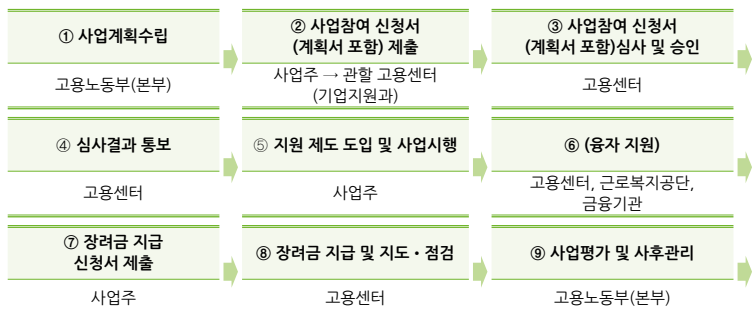 ① 사업계획수립
고용노동부(본부)
② 사업참여 신청서
(계획서 포함) 제출
사업주 → 관할 고용센터
(기업지원과)
③ 사업참여 신청서
(계획서 포함)심사 및 승인
고용센터
④ 심사결과 통보
고용센터
⑤ 지원 제도 도입 및 사업시행
사업주
⑥ (융자 지원)
고용센터, 근로복지공단,
금융기관
⑦ 장려금 지급
신청서 제출
사업주
⑧ 장려금 지급 및 지도・점검
고용센터
⑨ 사업평가 및 사후관리
고용노동부(본부)